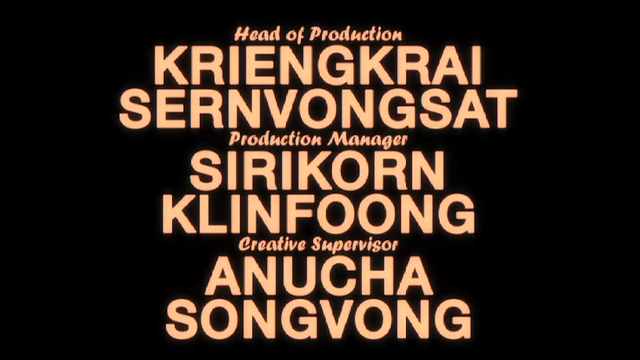 Head of Production
KRIENGKRAI
SERNVONGSAT
Production Manager
SIRIKORN
KLINFOONG
Creative Supervisor
ANUCHA
SONGVONG